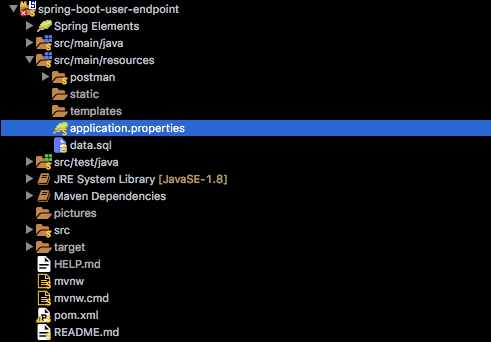 spring-boot-user-endpoint
Spring Elements
src/main/java
src/main/resources
postman
static
templates
application.properties
data.sql
src/test/java
JRE System Library [JavaSE-1.8]
Maven Dependencies
pictures
src
target
HELP.md
mvnw
mvnw.cmd
pom.xml
README.md